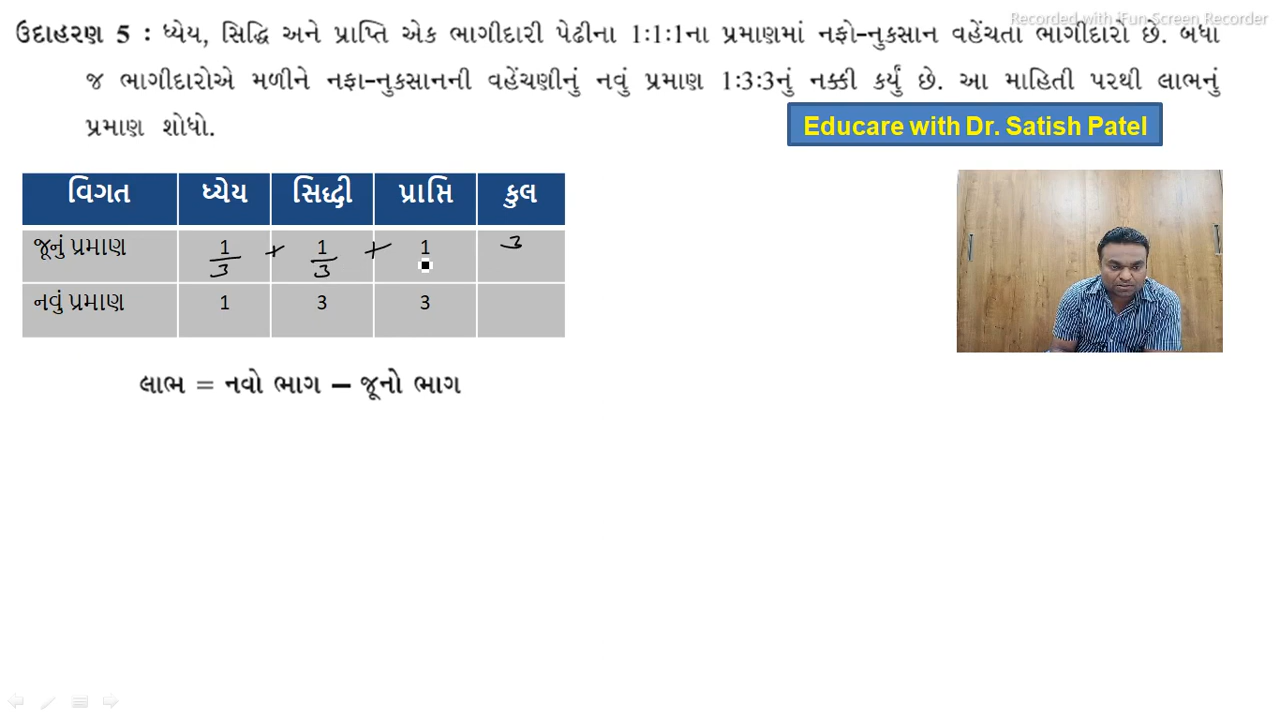 Recorded with iFun Screen Recorder
ઉદાહરણ 5 : ધ્યેય, સિદ્ધિ અને પ્રાપ્તિ એક ભાગીદારી પેઢીના 1:1:1ના પ્રમાણમાં નફો-નુકસાન વહેંચતા ભાગીદારો છે. બધા
જ ભાગીદારોએ મળીને નફા-નુકસાનની વહેંચણીનું નવું પ્રમાણ 1:3:3નું નક્કી કર્યું છે. આ માહિતી પરથી લાભનું
પ્રમાણ શોધો.
Educare with Dr. Satish Patel
વિગત ધ્યેય સિદ્ધી પ્રાપ્તિ કુલ
જૂનું પ્રમાણ 1/3 + 1/3 + 1 3
નવું પ્રમાણ 1 3 3
લાભ = નવો ભાગ – જૂનો ભાગ